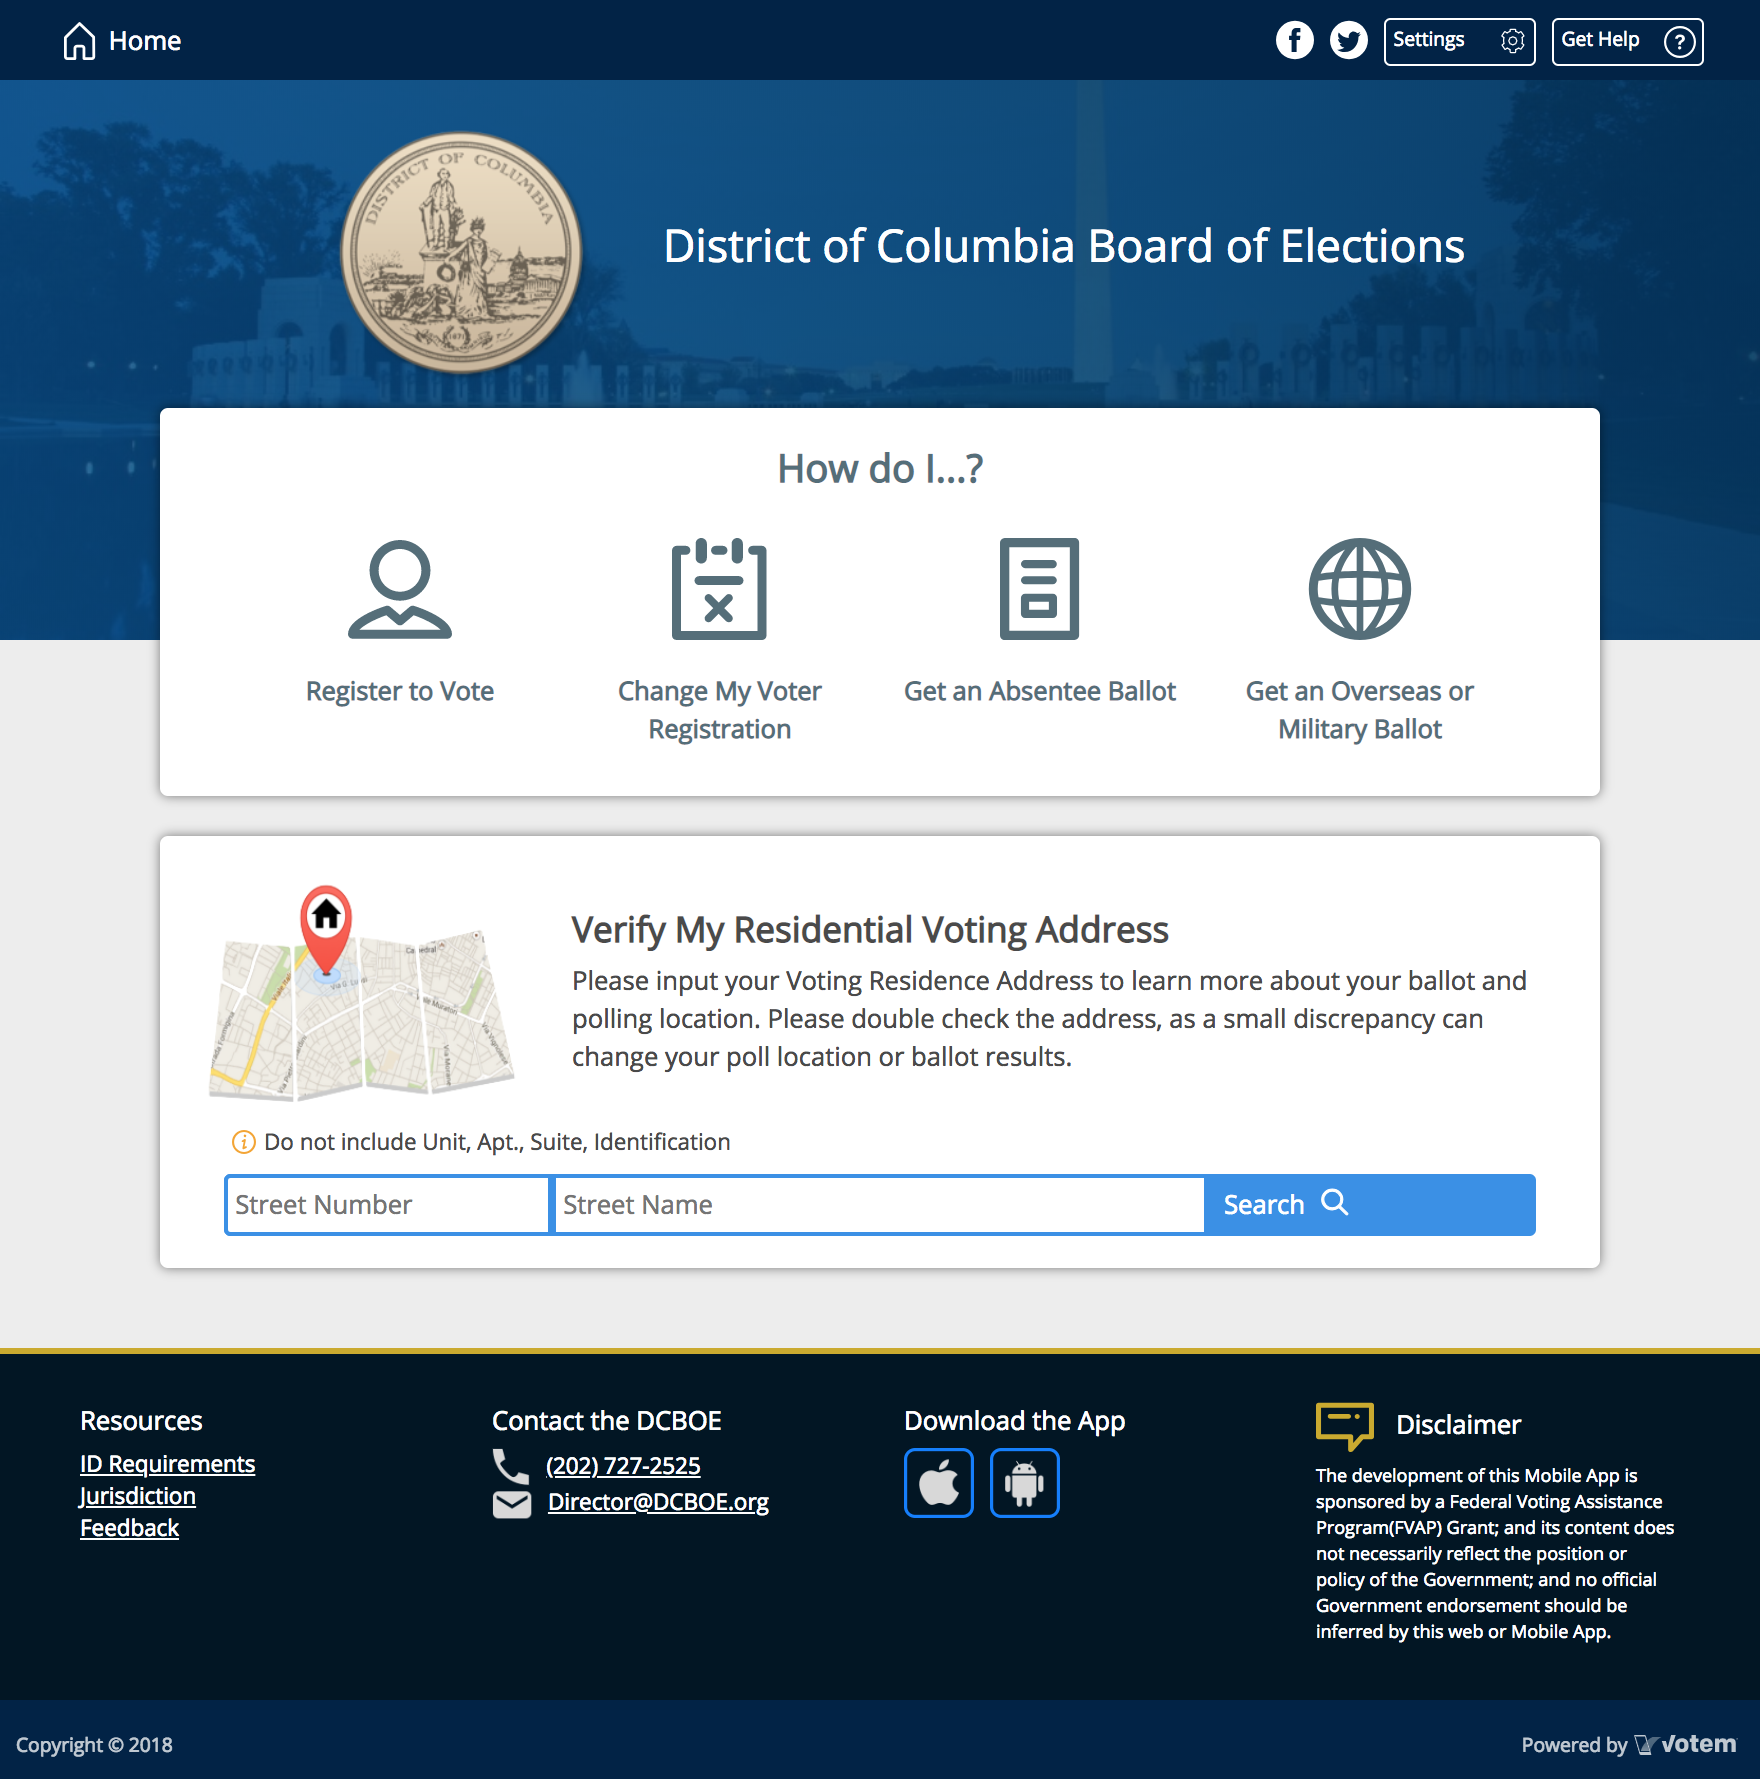 Home
Settings
Get Help
?
DISTRICT OF COLUMBIA
1871
District of Columbia Board of Elections
How do I...?
Register to Vote
Change My Voter
Registration
Get an Absentee Ballot
Get an Overseas or
Military Ballot
Verify My Residential Voting Address
Please input your Voting Residence Address to learn more about your ballot and
polling location. Please double check the address, as a small discrepancy can
change your poll location or ballot results.
Do not include Unit, Apt., Suite, Identification
Street Number
Street Name
Search
Resources
ID Requirements
Jurisdiction
Feedback
Contact the DCBOE
(202) 727-2525
Director@DCBOE.org
Download the App
Disclaimer
The development of this Mobile App is
sponsored by a Federal Voting Assistance
Program(FVAP) Grant; and its content does
not necessarily reflect the position or
policy of the Government; and no official
Government endorsement should be
inferred by this web or Mobile App.
Copyright © 2018
Powered by Votem